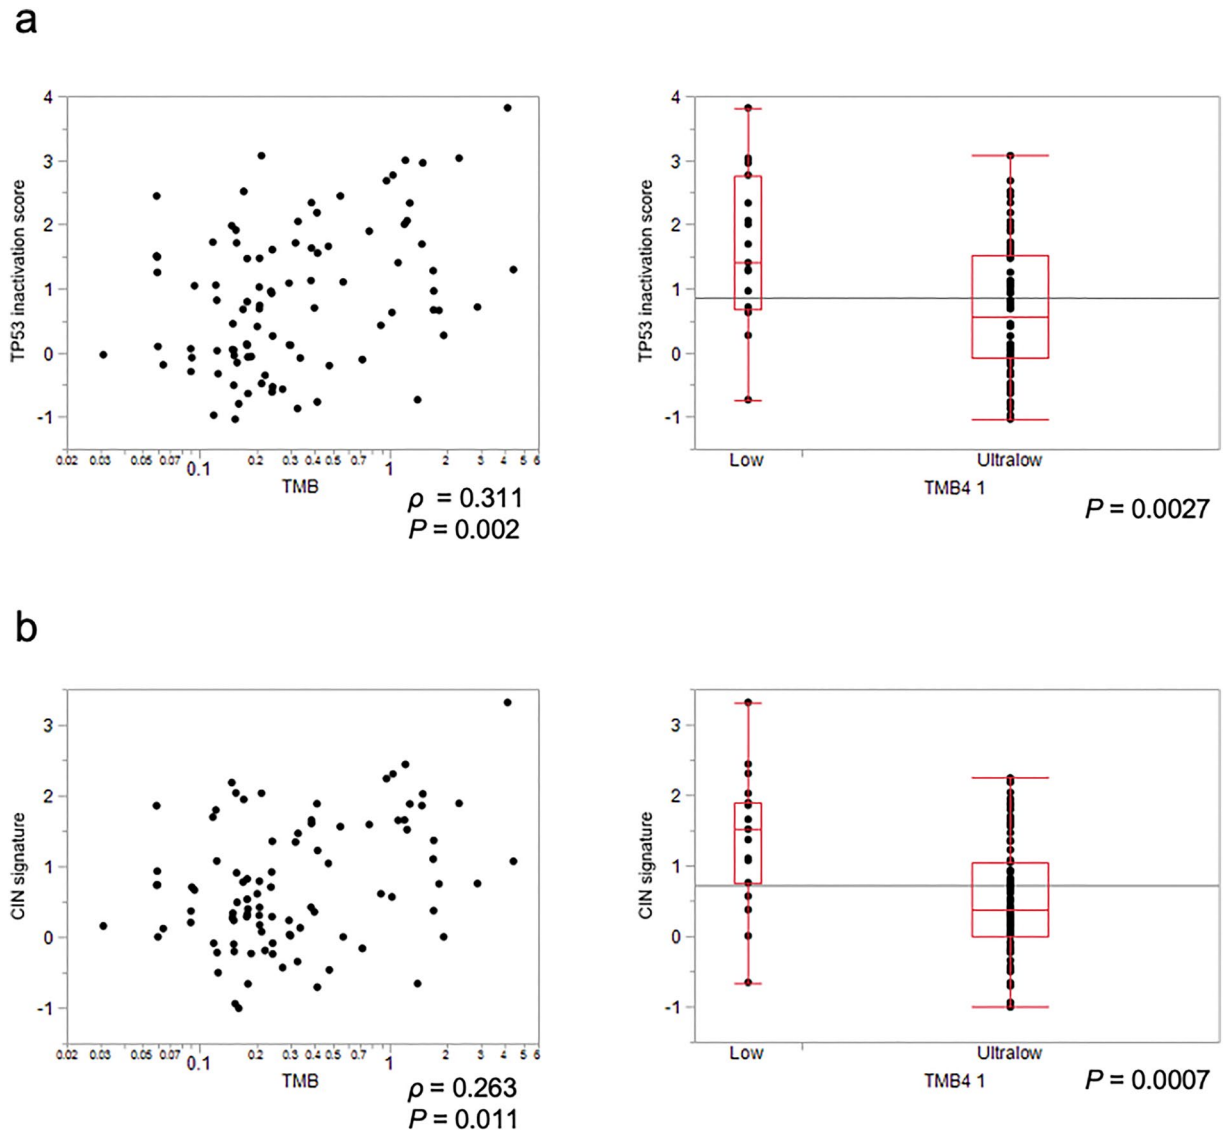 a
4
3
2
1
0
-1
TP53 inactivation score
0.02 0.03 0.05 0.07 0.1 0.2 0.3 0.4 0.5 0.7 1 2 3 4 5 6
TMB
ρ = 0.311
P = 0.002
4
3
2
1
0
-1
TP53 inactivation score
Low Ultralow
TMB4 1
P = 0.0027
b
3
2
1
0
-1
CIN signature
0.02 0.03 0.05 0.07 0.1 0.2 0.3 0.4 0.5 0.7 1 2 3 4 5 6
TMB
ρ = 0.263
P = 0.011
3
2
1
0
-1
CIN signature
Low Ultralow
TMB4 1
P = 0.0007